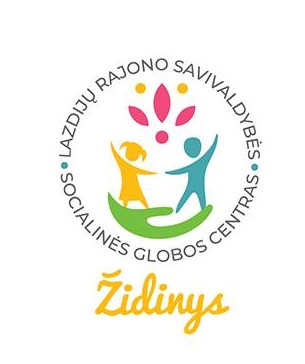 LAZDIJŲ RAJONO SAVIVALDYBĖS
SOCIALINĖS GLOBOS CENTRAS
Židinys